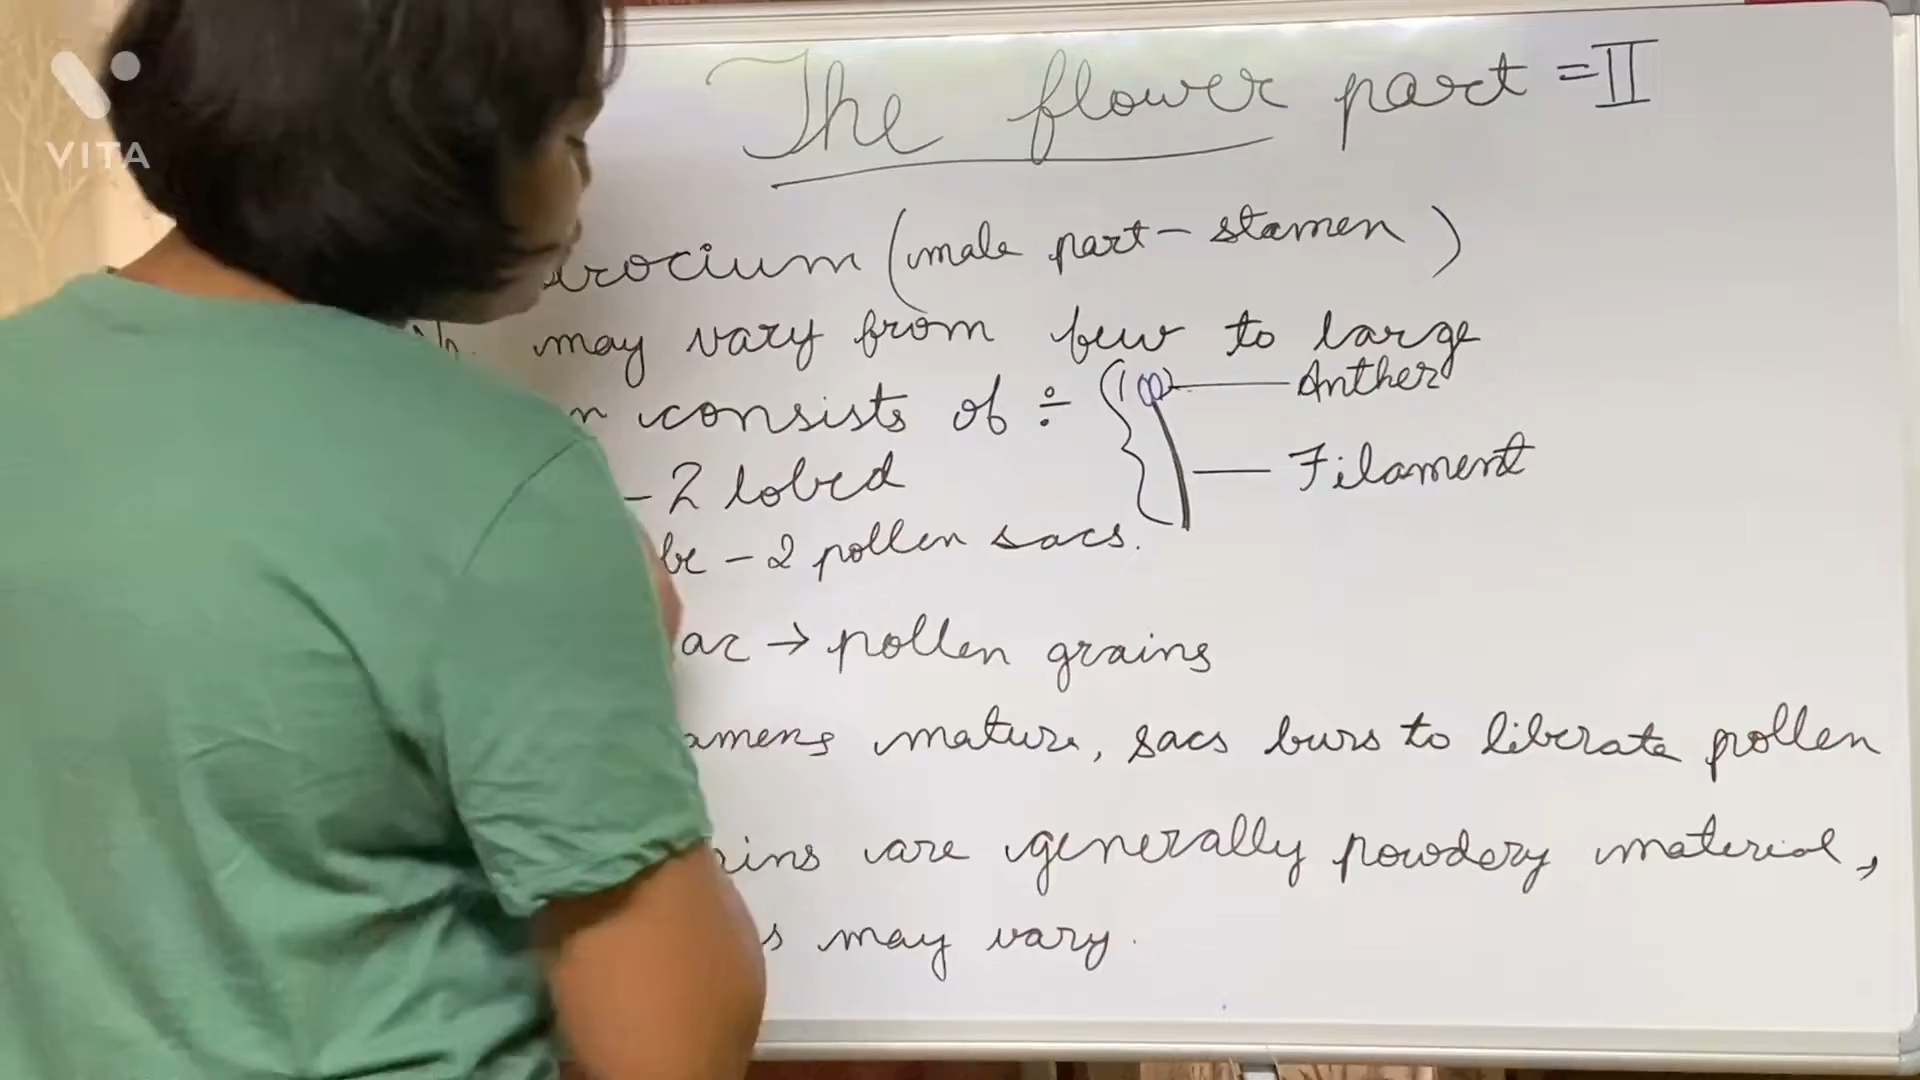 VITA
The flower part = II
rocium (male part - stamen)
may vary from few to large
consists of ÷
Anther
Filament
- 2 lobed
be - 2 pollen sacs.
ac → pollen grains
amens mature, sacs burs to liberate pollen
ins are generally powdery material,
s may vary.